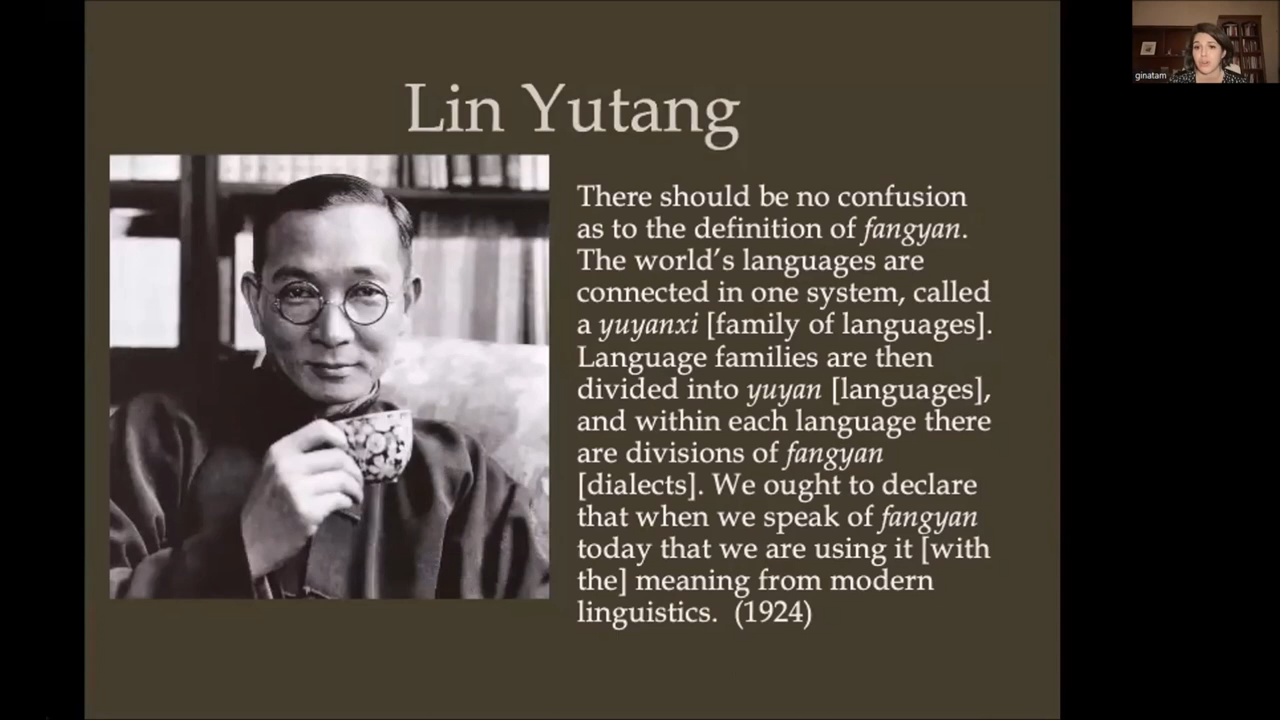 Lin Yutang
There should be no confusion
as to the definition of fangyan.
The world’s languages are
connected in one system, called
a yuyanxi [family of languages].
Language families are then
divided into yuyan [languages],
and within each language there
are divisions of fangyan
[dialects]. We ought to declare
that when we speak of fangyan
today that we are using it [with
the] meaning from modern
linguistics.  (1924)
ginatam